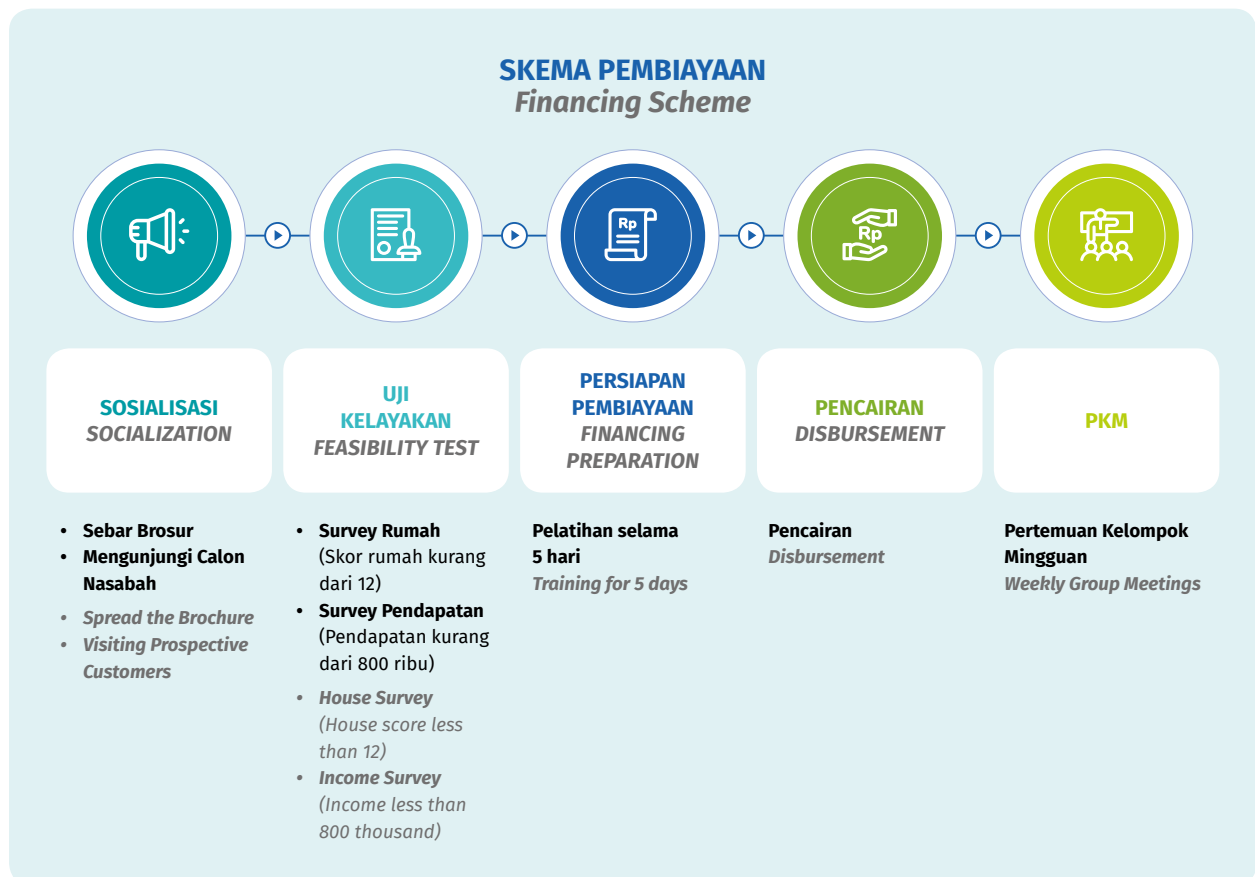 SKEMA PEMBIAYAAN
Financing Scheme
Rp
Rp
SOSIALISASI
SOCIALIZATION
• Sebar Brosur
• Mengunjungi Calon
Nasabah
• Spread the Brochure
• Visiting Prospective
Customers
UJI
KELAYAKAN
FEASIBILITY TEST
• Survey Rumah
(Skor rumah kurang
dari 12)
• Survey Pendapatan
(Pendapatan kurang
dari 800 ribu)
• House Survey
(House score less
than 12)
• Income Survey
(Income less than
800 thousand)
PERSIAPAN
PEMBIAYAAN
FINANCING
PREPARATION
Pelatihan selama
5 hari
Training for 5 days
PENCAIRAN
DISBURSEMENT
Pencairan
Disbursement
PKM
Pertemuan Kelompok
Mingguan
Weekly Group Meetings